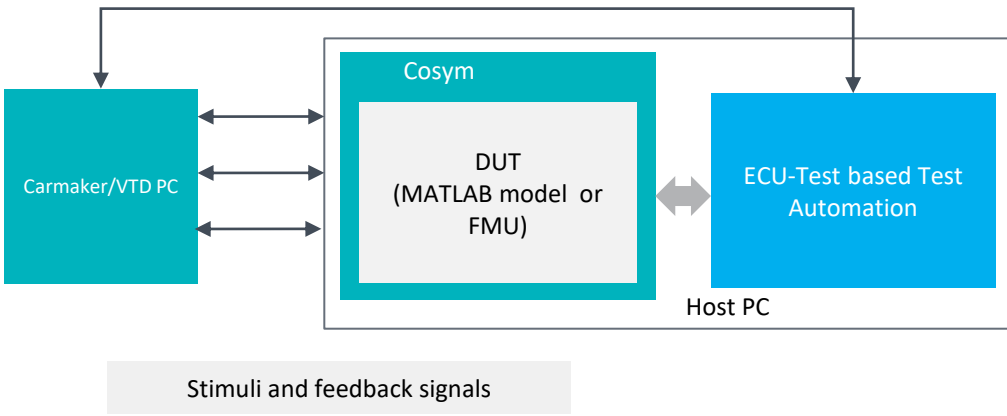 Cosym
Carmaker/VTD PC
DUT
(MATLAB model or
FMU)
ECU-Test based Test
Automation
Host PC
Stimuli and feedback signals